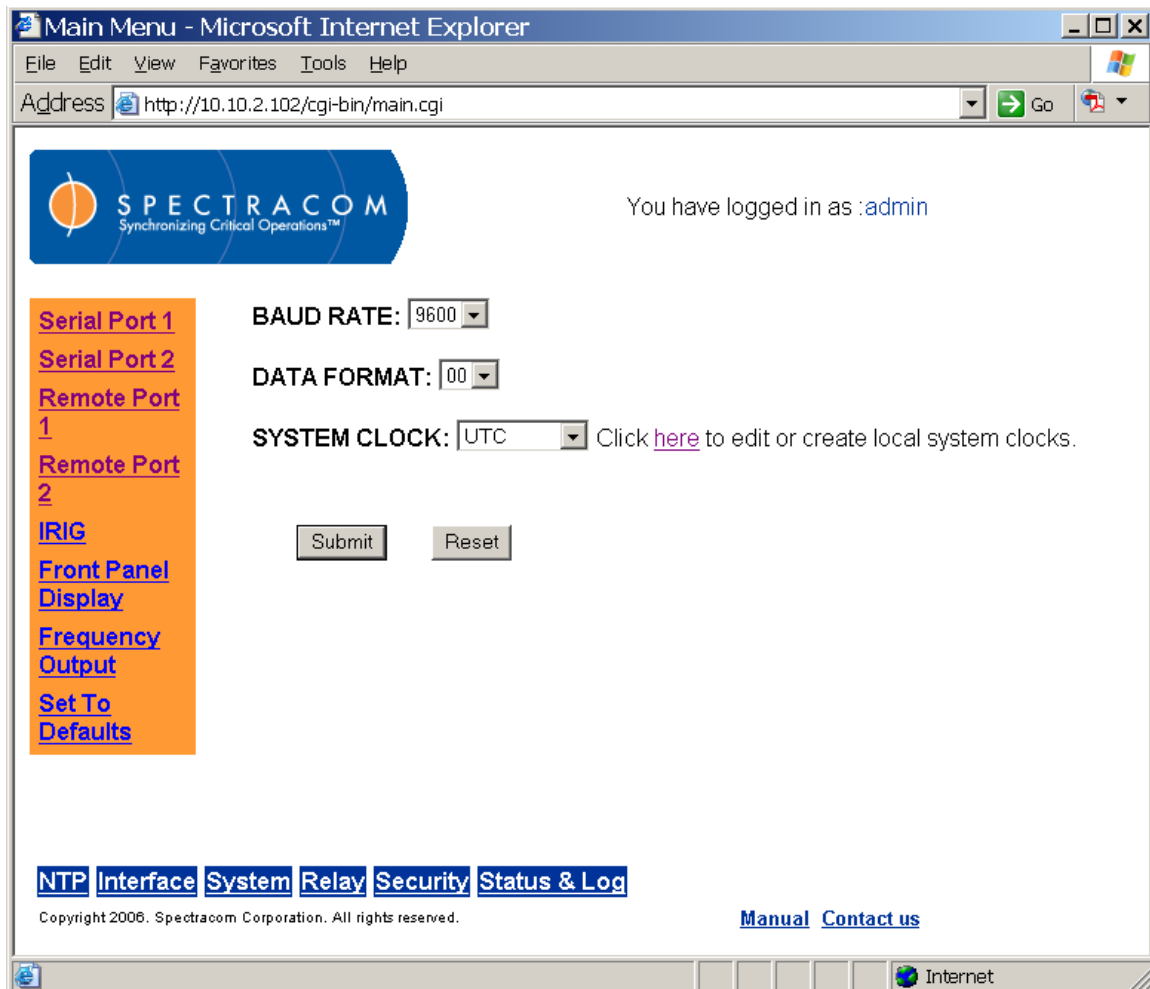 Main Menu - Microsoft Internet Explorer
File Edit View Favorites Tools Help
Address http://10.10.2.102/cgi-bin/main.cgi Go
SPECTRACOM
Synchronizing Critical Operations™
You have logged in as :admin
Serial Port 1
Serial Port 2
Remote Port
1
Remote Port
2
IRIG
Front Panel
Display
Frequency
Output
Set To
Defaults
BAUD RATE: 9600
DATA FORMAT: 00
SYSTEM CLOCK: UTC Click here to edit or create local system clocks.
Submit Reset
NTP Interface System Relay Security Status & Log
Copyright 2006. Spectracom Corporation. All rights reserved.
Manual Contact us
Internet